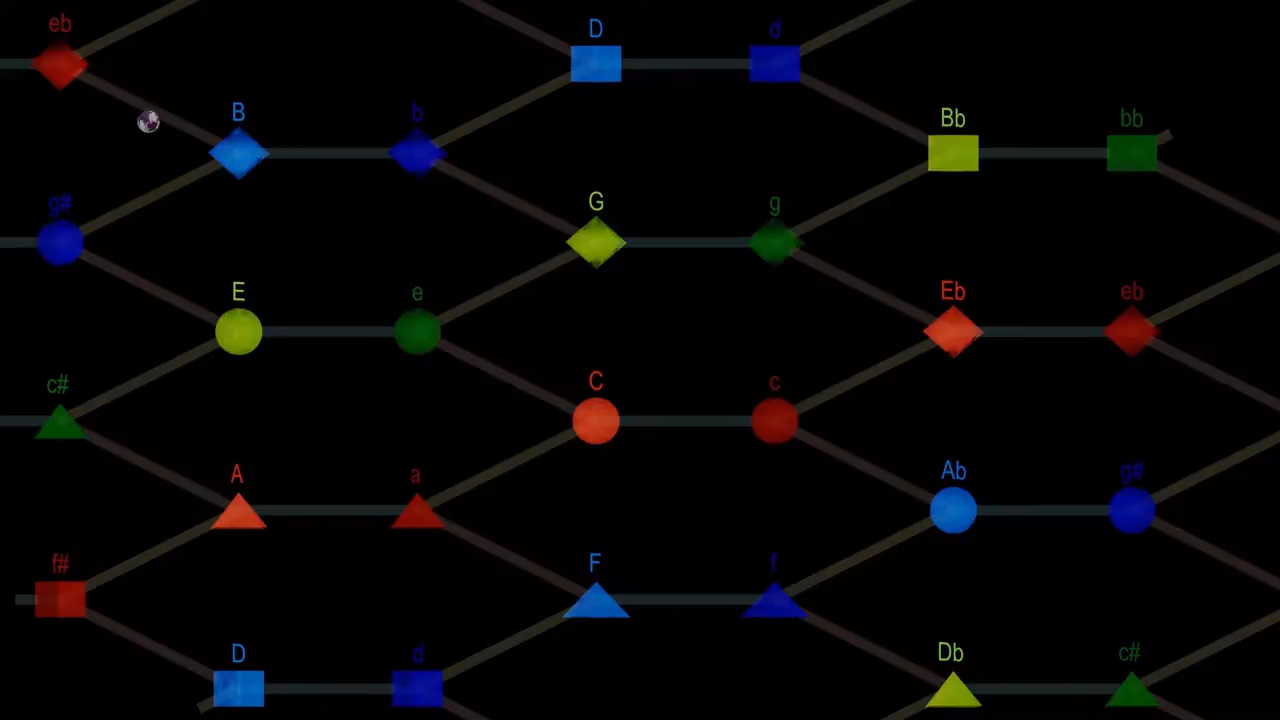 eb
D d
B b
Bb bb
g# G g
E e
Eb eb
c# C c
A a
Ab g#
f# F f
D d
Db c#